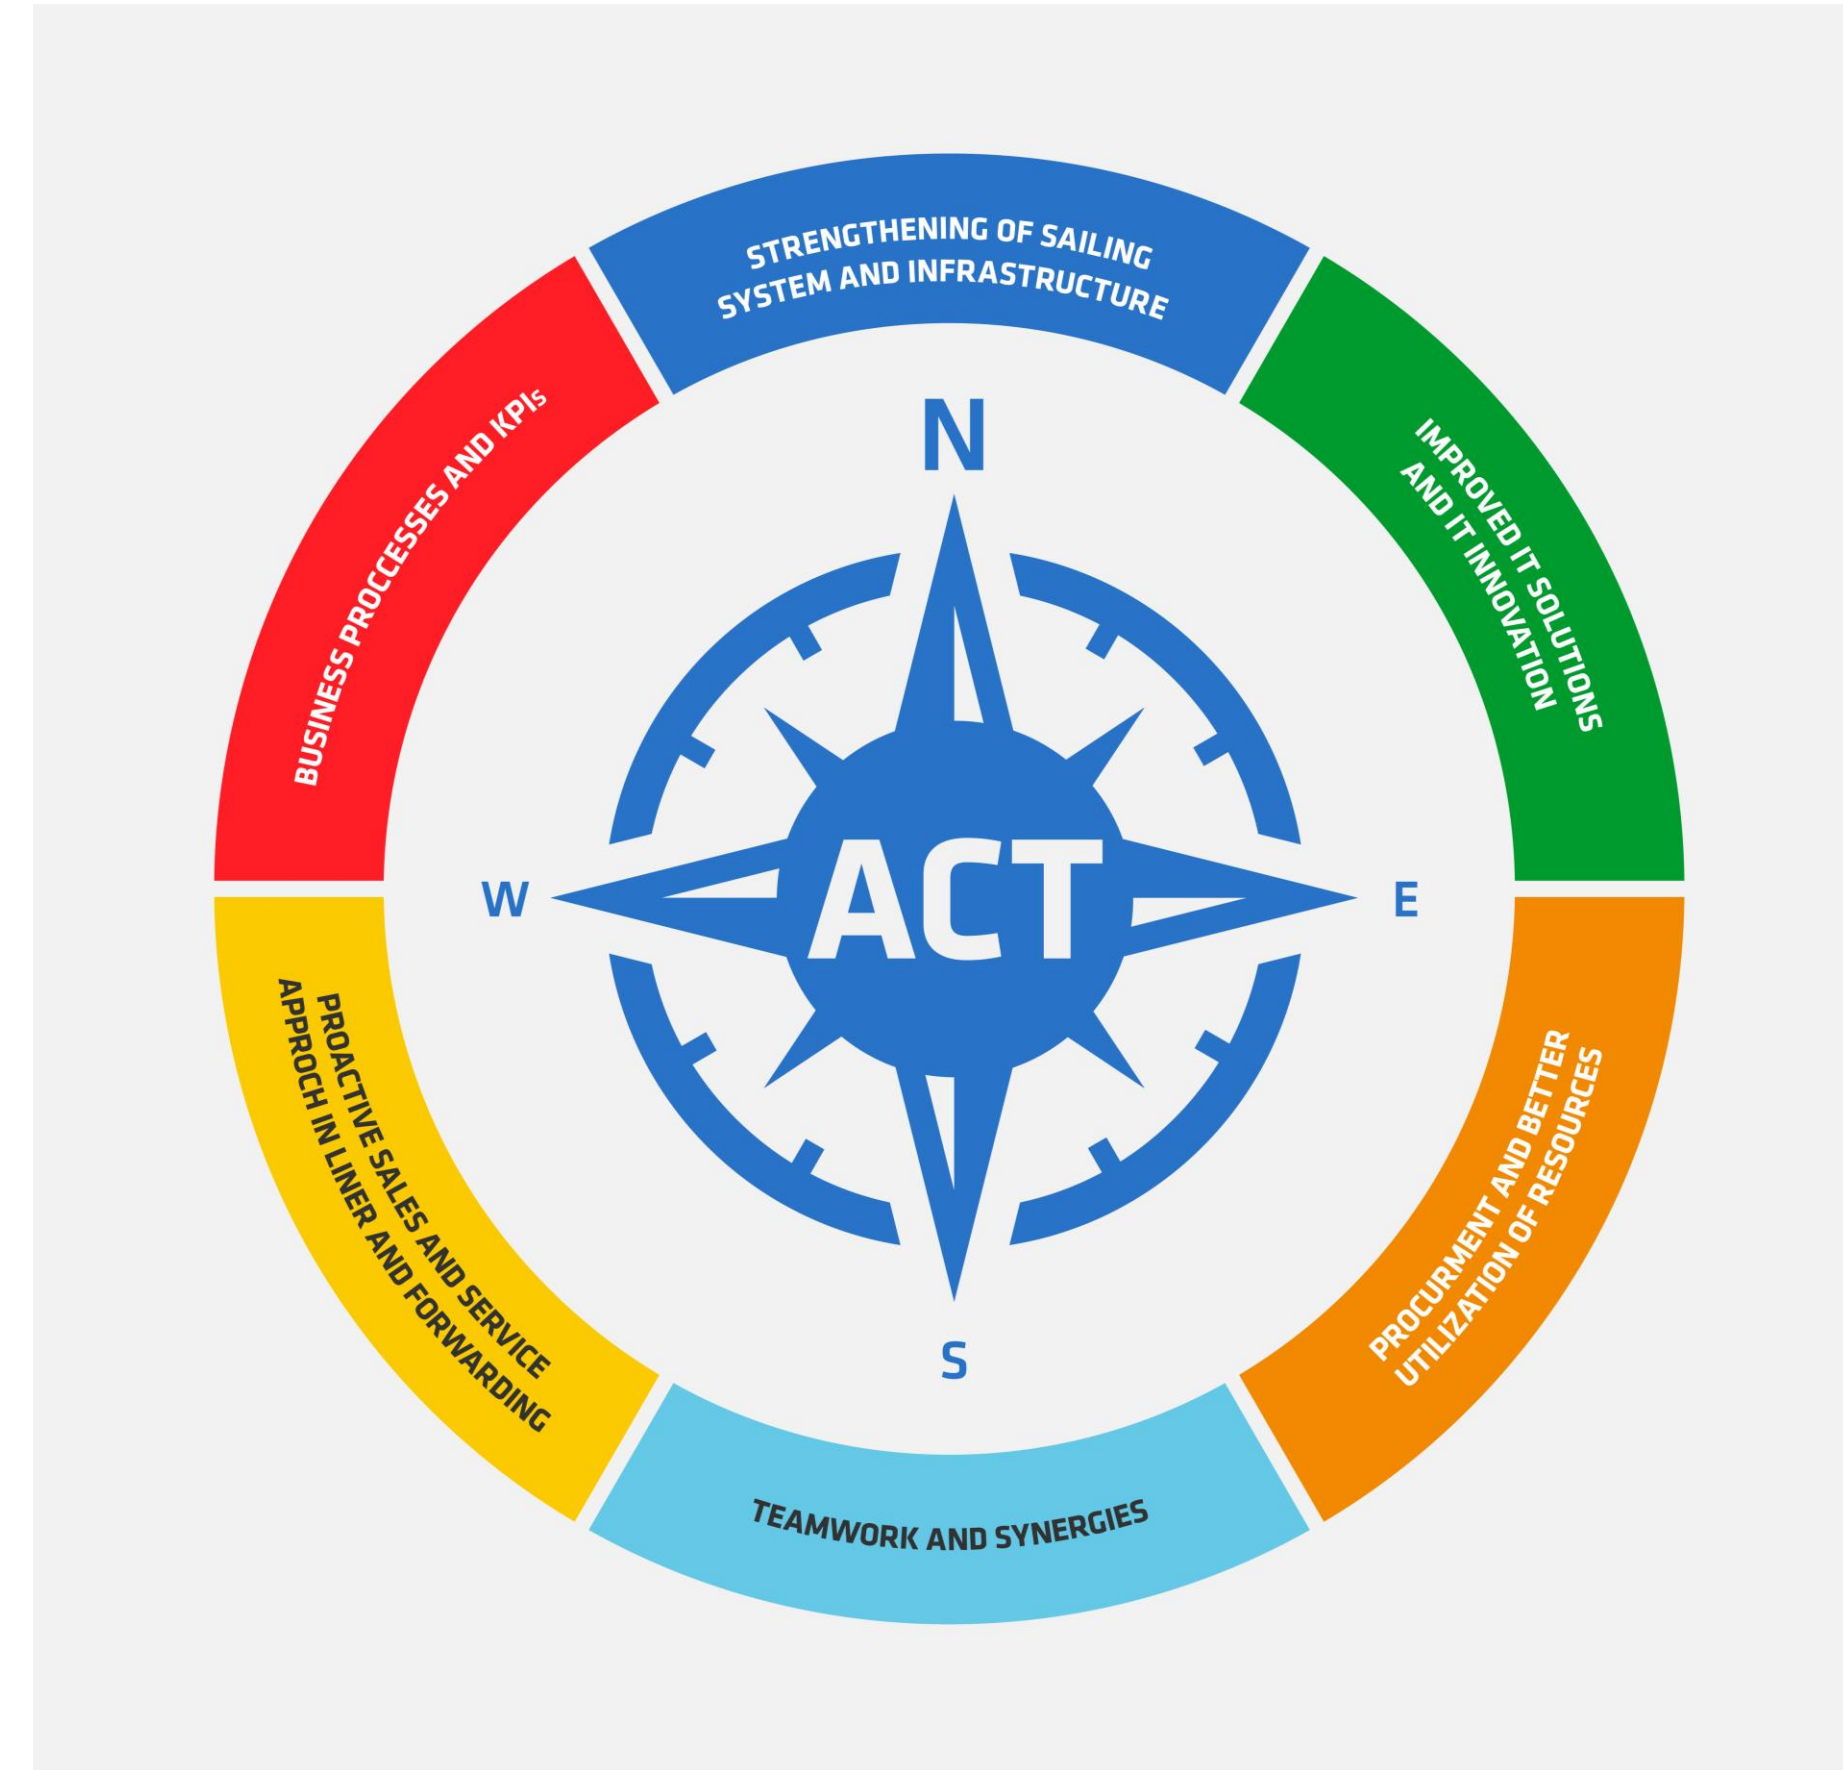 STRENGTHENING OF SAILING
SYSTEM AND INFRASTRUCTURE
IMPROVED IT SOLUTIONS
AND IT INNOVATION
PROCURMENT AND BETTER
UTILIZATION OF RESOURCES
TEAMWORK AND SYNERGIES
PROACTIVE SALES AND SERVICE
APPROCH IN LINER AND FORWARDING
BUSINESS PROCCESSES AND KPIs
N
W
ACT
E
S